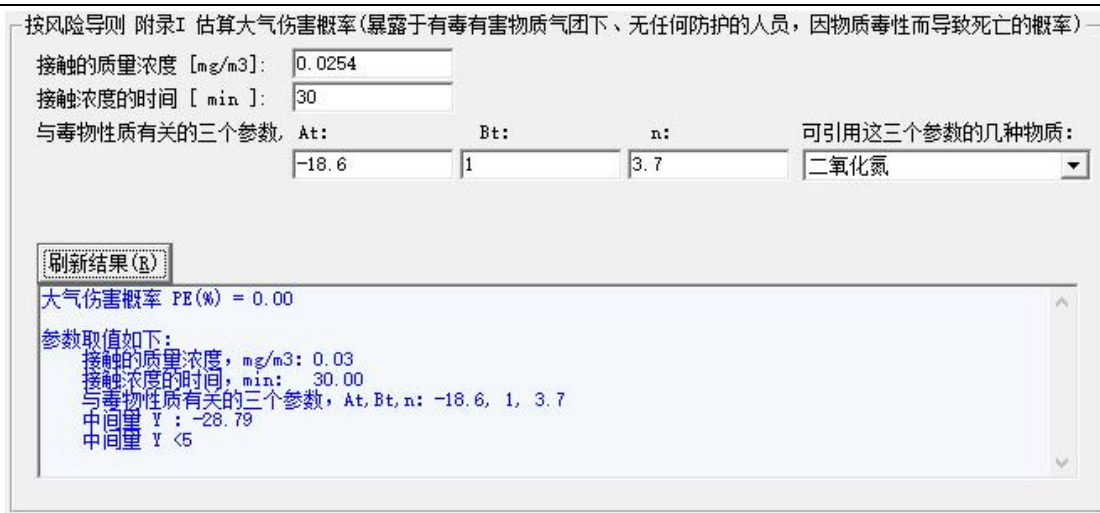 按风险导则 附录I 估算大气伤害概率(暴露于有毒有害物质气团下、无任何防护的人员，因物质毒性而导致死亡的概率)
接触的质量浓度 [mg/m3]: 0.0254
接触浓度的时间 [ min ]: 30
与毒物性质有关的三个参数, At: Bt: n: 可引用这三个参数的几种物质:
-18.6 1 3.7 二氧化氮
刷新结果(R)
大气伤害概率 PE(%) = 0.00
参数取值如下:
接触的质量浓度，mg/m3: 0.03
接触浓度的时间，min: 30.00
与毒物性质有关的三个参数，At,Bt,n: -18.6, 1, 3.7
中间量 Y : -28.79
中间量 Y <5